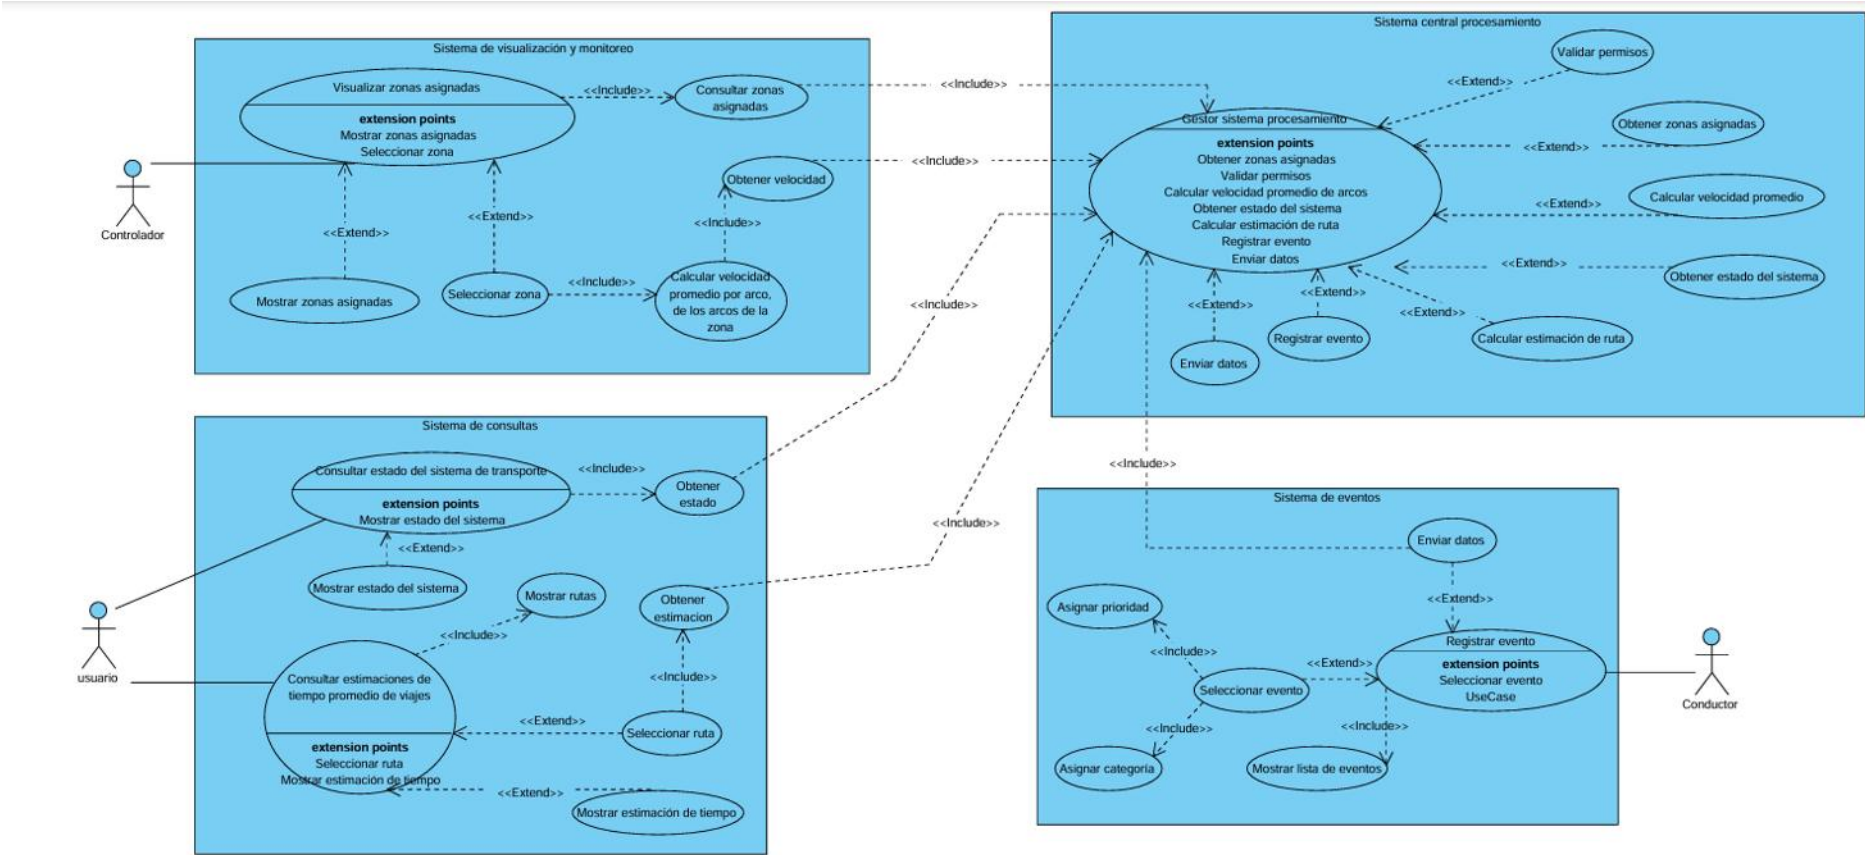 Sistema de visualización y monitoreo
Visualizar zonas asignadas
extension points
Mostrar zonas asignadas
Seleccionar zona
<<Include>>
Consultar zonas
asignadas
<<Include>>
Controlador
<<Extend>>
<<Extend>>
Obtener velocidad
<<Include>>
<<Include>>
Mostrar zonas asignadas
Seleccionar zona
<<Include>>
Calcular velocidad
promedio por arco,
de los arcos de la
zona
Sistema central procesamiento
Validar permisos
<<Extend>>
Gestor sistema procesamiento
extension points
Obtener zonas asignadas
Validar permisos
Calcular velocidad promedio de arcos
Obtener estado del sistema
Calcular estimación de ruta
Registrar evento
Enviar datos
Obtener zonas asignadas
<<Extend>>
Calcular velocidad promedio
<<Extend>>
Obtener estado del sistema
<<Extend>>
<<Extend>>
<<Extend>>
<<Extend>>
Calcular estimación de ruta
Registrar evento
Enviar datos
<<Include>>
<<Include>>
<<Include>>
Sistema de consultas
Consultar estado del sistema de transporte
extension points
Mostrar estado del sistema
<<Include>>
Obtener
estado
<<Extend>>
Mostrar estado del sistema
Mostrar rutas
<<Include>>
Obtener
estimacion
usuario
Consultar estimaciones de
tiempo promedio de viajes
extension points
Seleccionar ruta
Mostrar estimación de tiempo
<<Include>>
<<Extend>>
Seleccionar ruta
<<Extend>>
Mostrar estimación de tiempo
Sistema de eventos
Enviar datos
<<Extend>>
Asignar prioridad
<<Include>>
Seleccionar evento
<<Extend>>
Registrar evento
extension points
Seleccionar evento
UseCase
Conductor
<<Include>>
<<Include>>
Asignar categoría
Mostrar lista de eventos